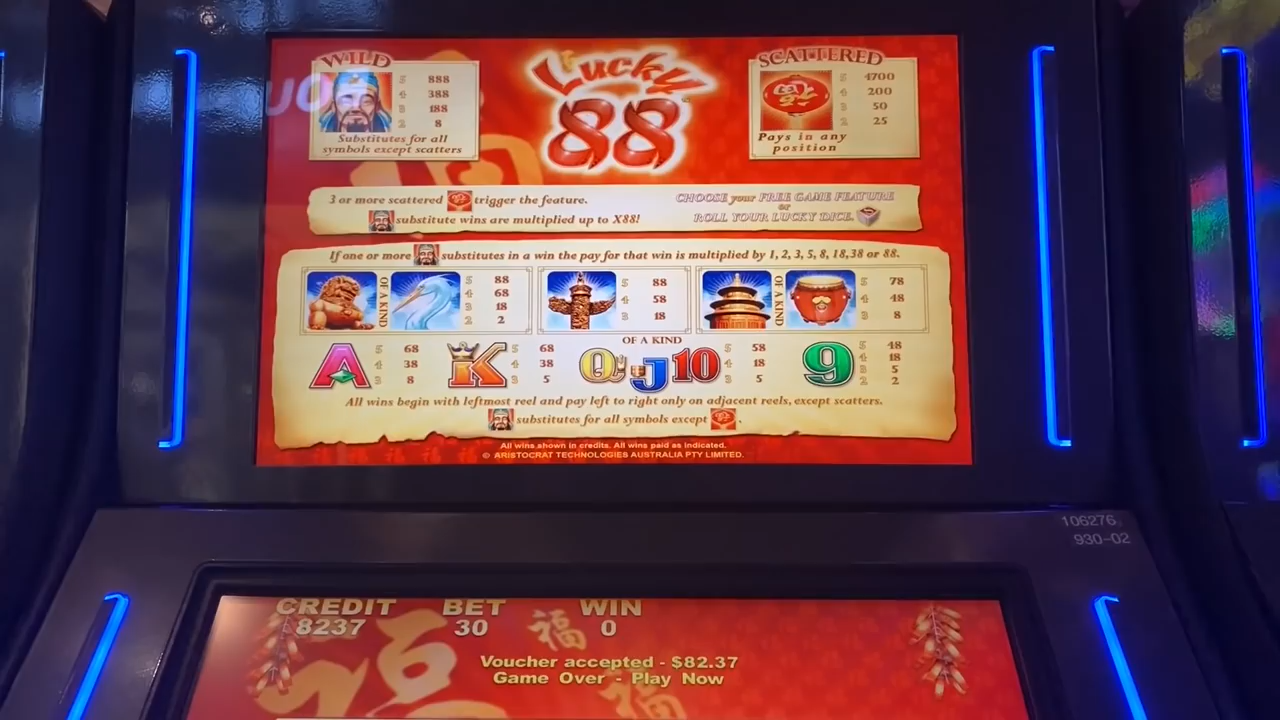 WILD
5 888
4 388
3 188
2 8
Substitutes for all
symbols except scatters
Lucky
88
SCATTERED
5 4700
4 200
3 50
2 25
Pays in any
position
3 or more scattered trigger the feature.
substitute wins are multiplied up to X88!
CHOOSE your FREE GAME FEATURE
or
ROLL YOUR LUCKY DICE.
If one or more substitutes in a win the pay for that win is multiplied by 1, 2, 3, 5, 8, 18,38 or 88.
OF A KIND
5 88
4 68
3 18
2 2
5 88
4 58
3 18
OF A KIND
5 78
4 48
3 8
OF A KIND
A
5 68
4 38
3 8
K
5 68
4 38
3 5
Q J 10
5 58
4 18
3 5
9
5 48
4 18
3 5
2 2
All wins begin with leftmost reel and pay left to right only on adjacent reels, except scatters.
substitutes for all symbols except .
All wins shown in credits. All wins paid as indicated.
© ARISTOCRAT TECHNOLOGIES AUSTRALIA PTY LIMITED.
106276
930-02
CREDIT BET WIN
8237 30 0
福
Voucher accepted - $82.37
Game Over - Play Now
福